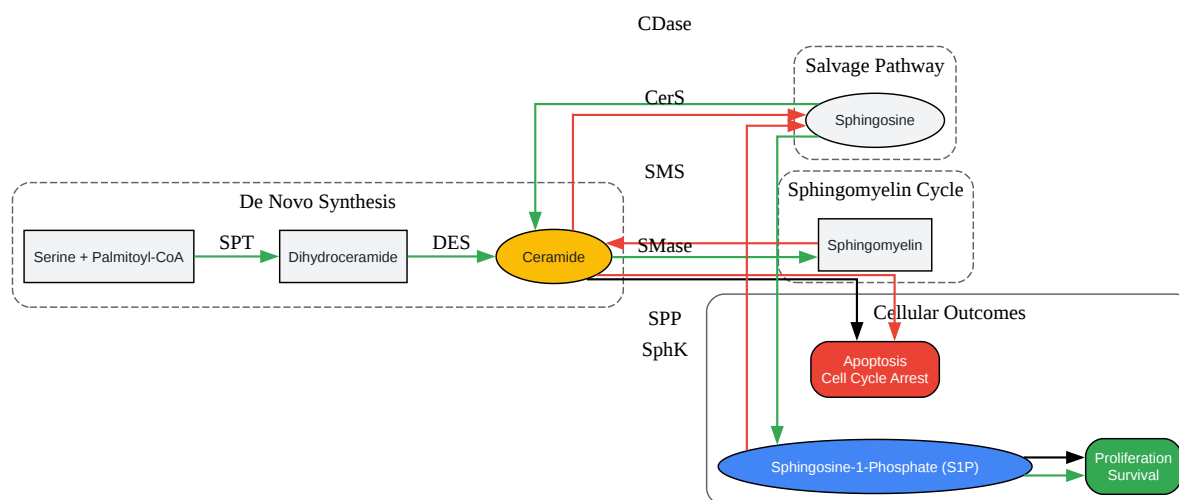 CDase
Salvage Pathway
CerS
Sphingosine
SMS
De Novo Synthesis
Sphingomyelin Cycle
SPT
DES
SMase
Serine + Palmitoyl-CoA
Dihydroceramide
Ceramide
Sphingomyelin
SPP
Cellular Outcomes
SphK
Apoptosis
Cell Cycle Arrest
Sphingosine-1-Phosphate (S1P)
Proliferation
Survival